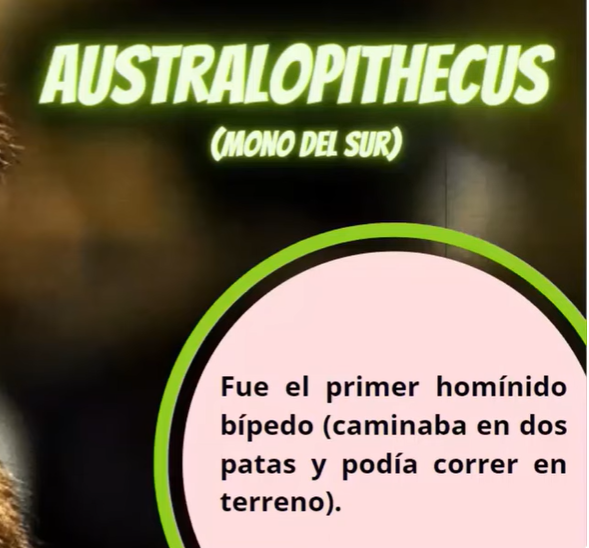 AUSTRALOPITHECUS
(MONO DEL SUR)
Fue el primer homínido
bípedo (caminaba en dos
patas y podía correr en
terreno).